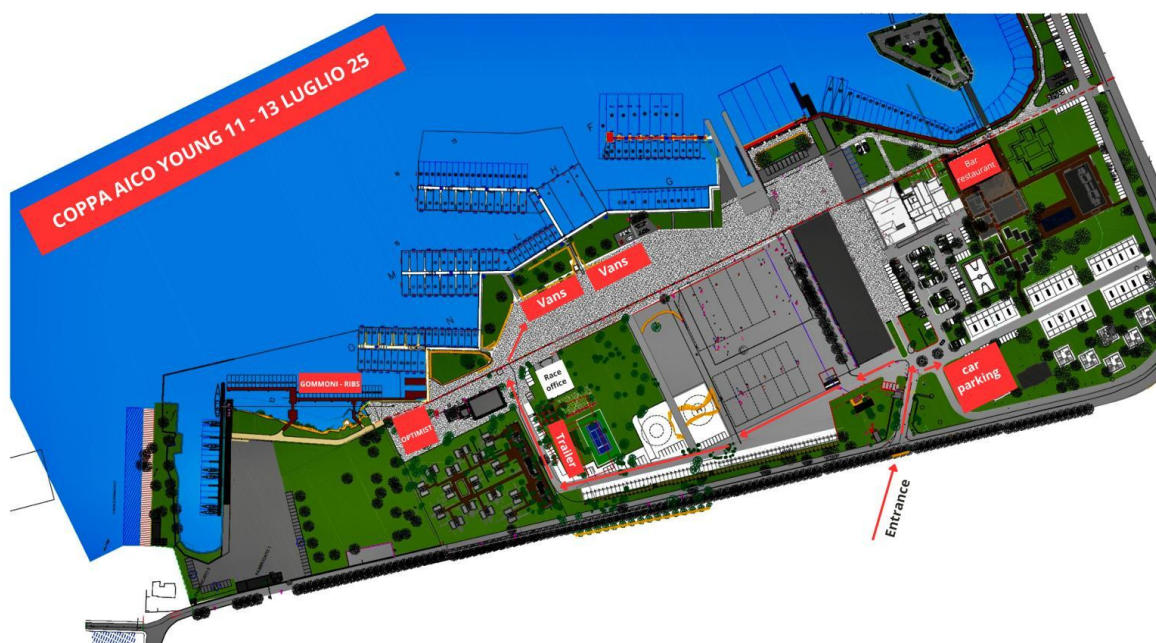 COPPA AICO YOUNG 11 - 13 LUGLIO 25
F
H
G
L
M
N
Bar
restaurant
Vans
Vans
GOMMONI - RIBS
Race
office
car
parking
OPTIMIST
Trailer
Entrance